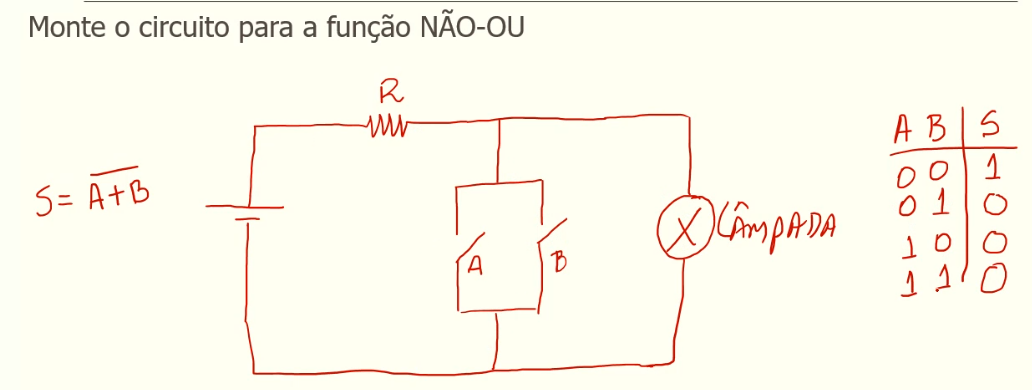 Monte o circuito para a função NÃO-OU
R
S = \overline{A+B}
A
B
LÂMPADA
A B | S
0 0 | 1
0 1 | 0
1 0 | 0
1 1 | 0